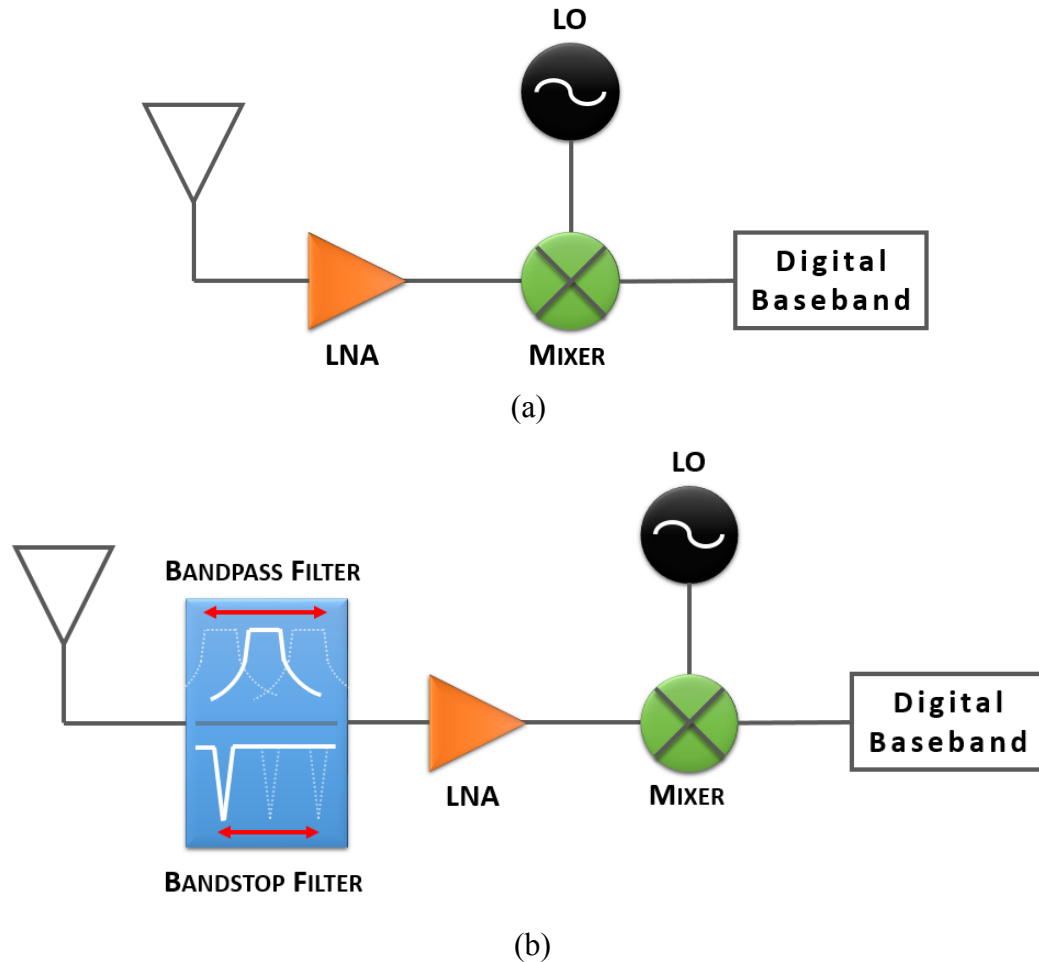 LO
Digital
Baseband
LNA
MIXER
(a)
LO
BANDPASS FILTER
Digital
Baseband
LNA
MIXER
BANDSTOP FILTER
(b)